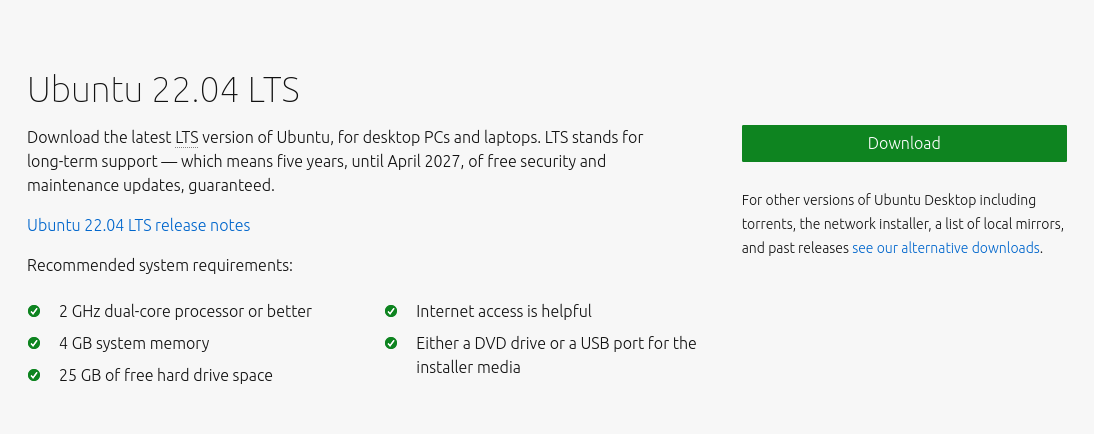 Ubuntu 22.04 LTS
Download the latest LTS version of Ubuntu, for desktop PCs and laptops. LTS stands for
long-term support — which means five years, until April 2027, of free security and
maintenance updates, guaranteed.
Ubuntu 22.04 LTS release notes
Recommended system requirements:
2 GHz dual-core processor or better
4 GB system memory
25 GB of free hard drive space
Internet access is helpful
Either a DVD drive or a USB port for the
installer media
Download
For other versions of Ubuntu Desktop including
torrents, the network installer, a list of local mirrors,
and past releases see our alternative downloads.